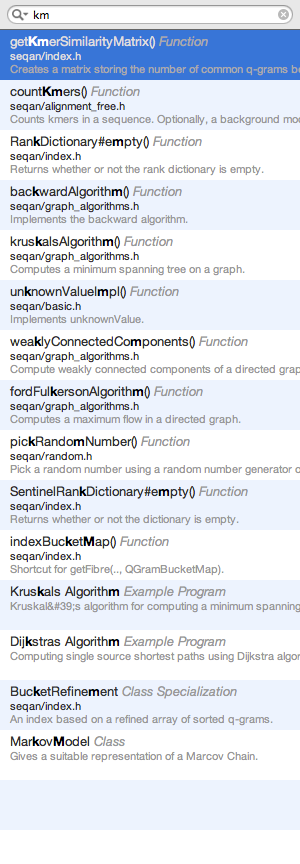 km
getKmerSimilarityMatrix() Function
seqan/index.h
Creates a matrix storing the number of common q-grams be
countKmers() Function
seqan/alignment_free.h
Counts kmers in a sequence. Optionally, a background mo
RankDictionary#empty() Function
seqan/index.h
Returns whether or not the rank dictionary is empty.
backwardAlgorithm() Function
seqan/graph_algorithms.h
Implements the backward algorithm.
kruskalsAlgorithm() Function
seqan/graph_algorithms.h
Computes a minimum spanning tree on a graph.
unknownValueImpl() Function
seqan/basic.h
Implements unknownValue.
weaklyConnectedComponents() Function
seqan/graph_algorithms.h
Compute weakly connected components of a directed grap
fordFulkersonAlgorithm() Function
seqan/graph_algorithms.h
Computes a maximum flow in a directed graph.
pickRandomNumber() Function
seqan/random.h
Pick a random number using a random number generator o
SentinelRankDictionary#empty() Function
seqan/index.h
Returns whether or not the dictionary is empty.
indexBucketMap() Function
seqan/index.h
Shortcut for getFibre(.., QGramBucketMap).
Kruskals Algorithm Example Program
Kruskal&#39;s algorithm for computing a minimum spanning
Dijkstras Algorithm Example Program
Computing single source shortest paths using Dijkstra algor
BucketRefinement Class Specialization
seqan/index.h
An index based on a refined array of sorted q-grams.
MarkovModel Class
Gives a suitable representation of a Marcov Chain.